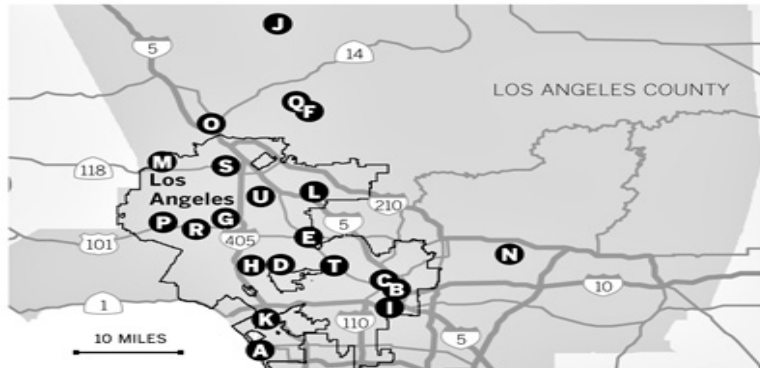 J
5
14
LOS ANGELES COUNTY
Q
F
O
M
S
118
Los
Angeles
U
L
210
P
R
G
5
101
405
E
H
D
T
N
C
B
10
1
K
110
I
5
10 MILES
A